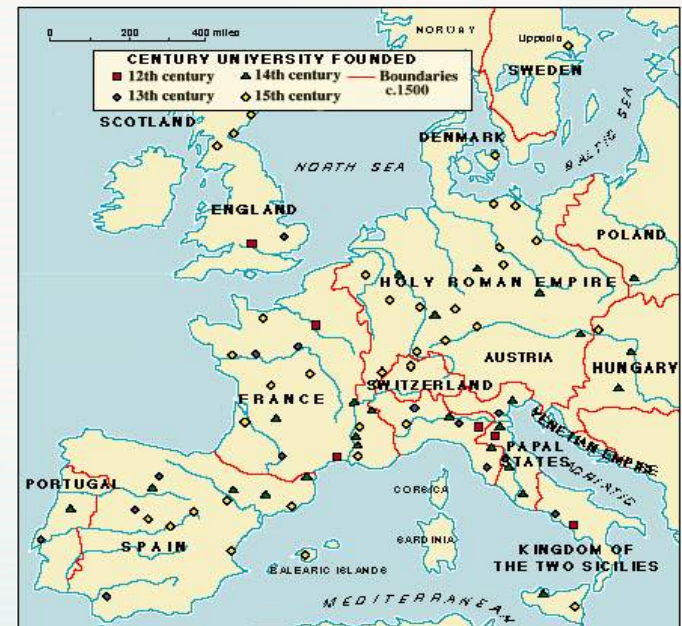 0 200 400 miles
NORWAY
Uppsala
SWEDEN
CENTURY UNIVERSITY FOUNDED
12th century 14th century Boundaries
c.1500
13th century 15th century
SCOTLAND
DENMARK
BALTIC SEA
NORTH SEA
ENGLAND
POLAND
HOLY ROMAN EMPIRE
AUSTRIA
HUNGARY
SWITZERLAND
FRANCE
VENETIAN EMPIRE
PAPAL
STATES
ADRIATIC
PORTUGAL
CORSICA
SARDINIA
SPAIN
KINGDOM OF
THE TWO SICILIES
BALEARIC ISLANDS
MEDITERRANEAN